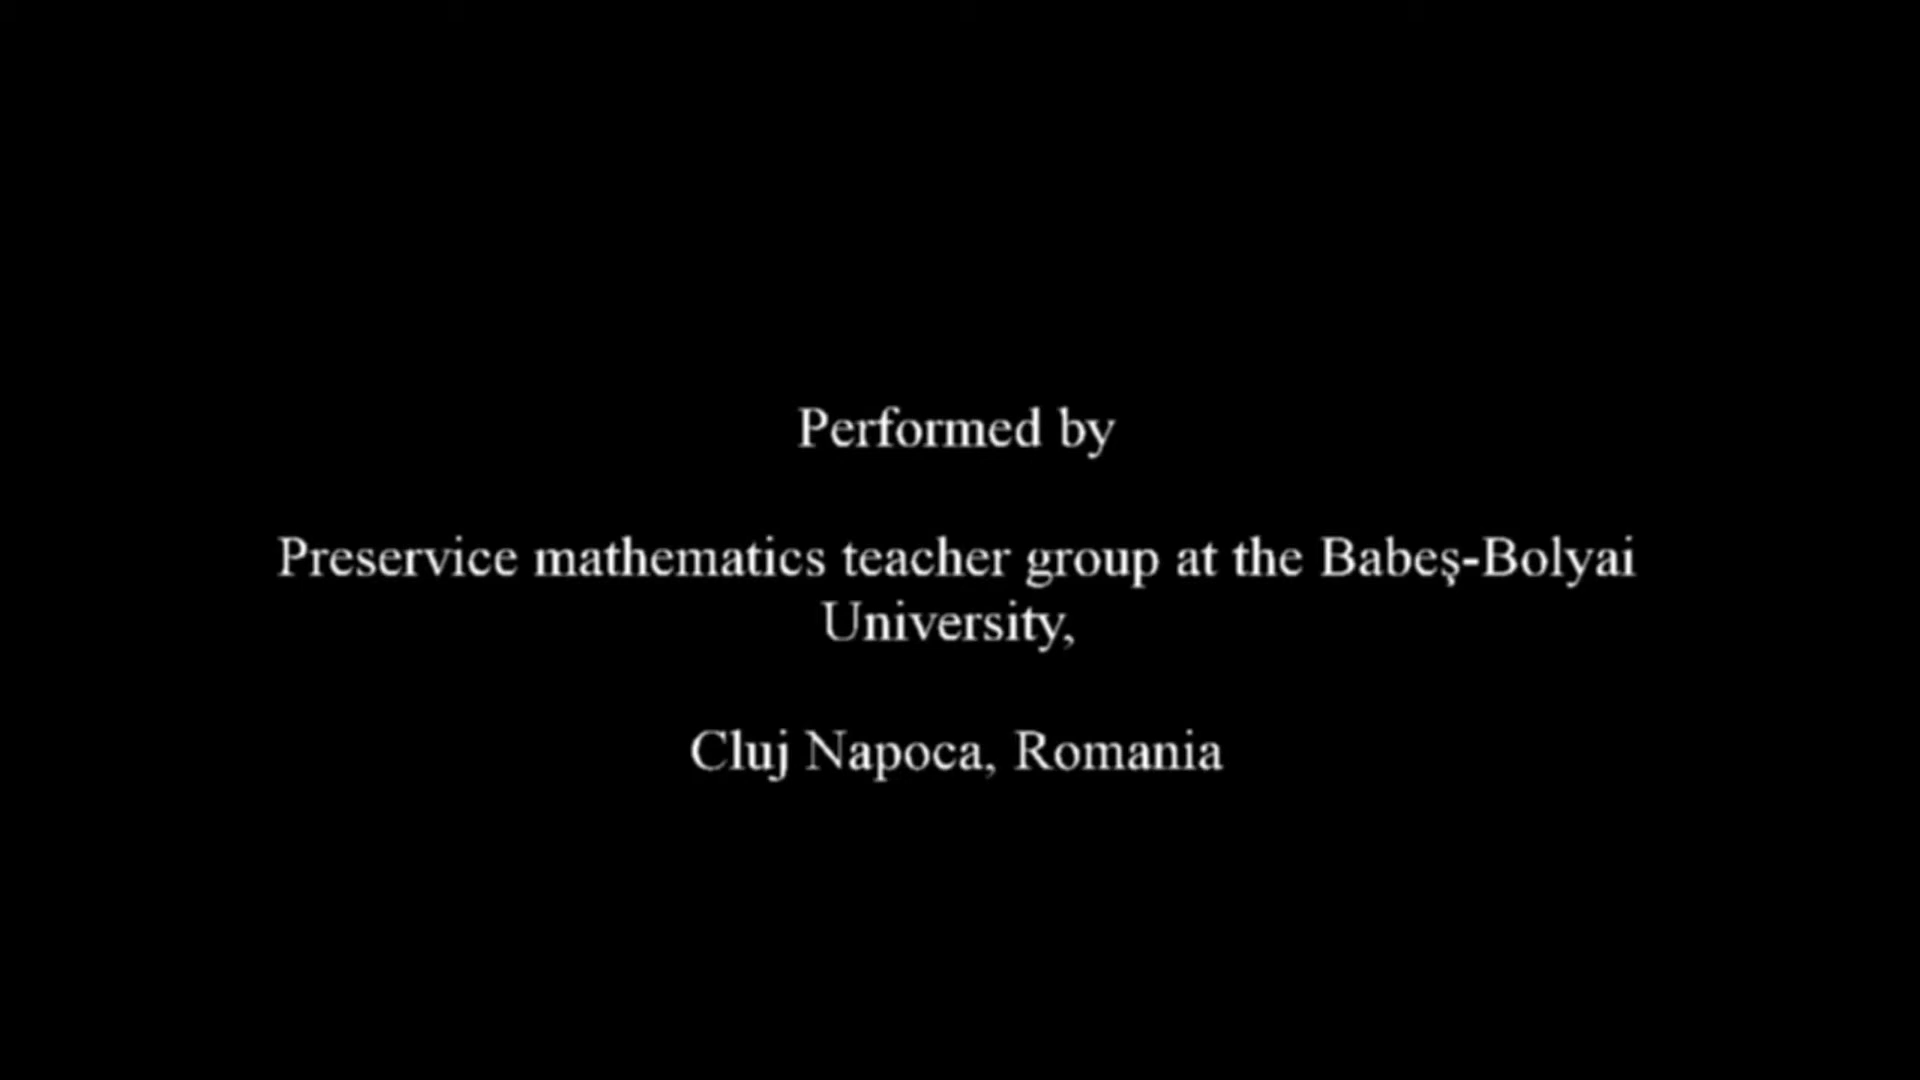 Performed by
Preservice mathematics teacher group at the Babeş-Bolyai
University,
Cluj Napoca, Romania